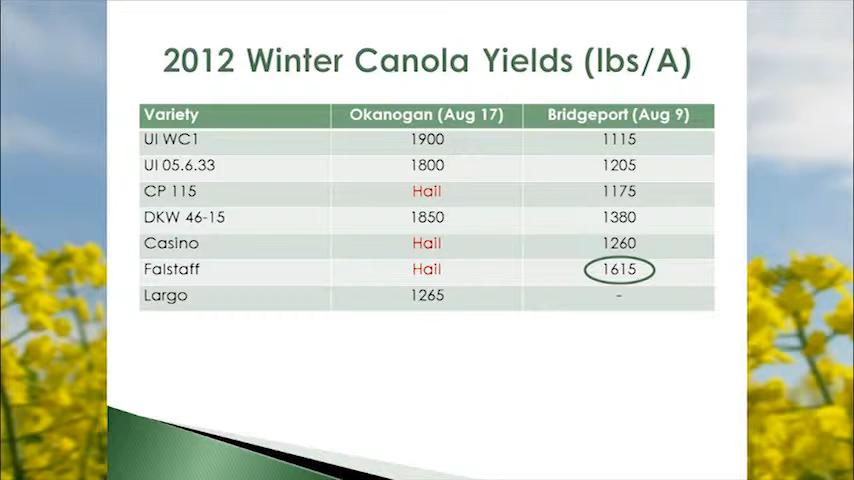 2012 Winter Canola Yields (lbs/A)
Variety Okanogan (Aug 17) Bridgeport (Aug 9)
UI WC1 1900 1115
UI 05.6.33 1800 1205
CP 115 Hail 1175
DKW 46-15 1850 1380
Casino Hail 1260
Falstaff Hail 1615
Largo 1265 -